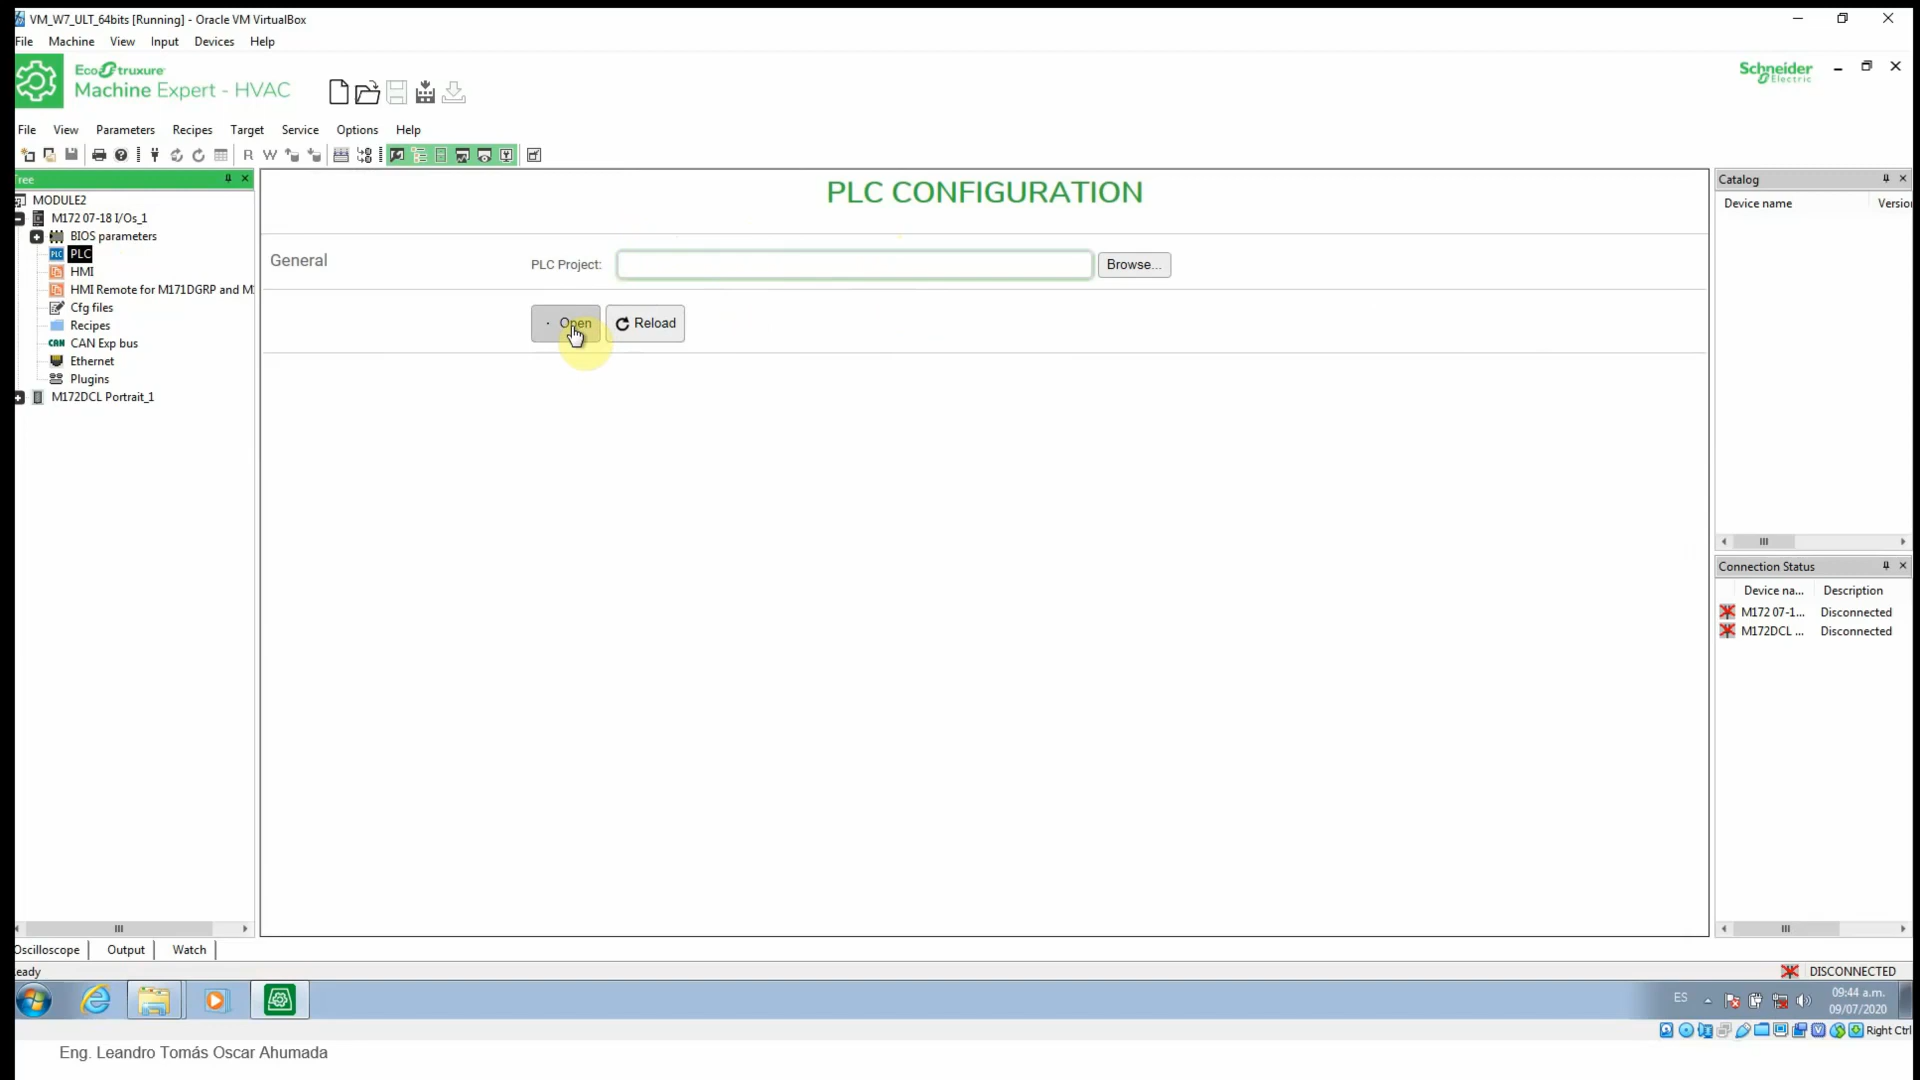 VM_W7_ULT_64bits [Running] - Oracle VM VirtualBox
File Machine View Input Devices Help
EcoStruxure
Machine Expert - HVAC
Schneider
Electric
File View Parameters Recipes Target Service Options Help
R W
Tree
MODULE2
M172 07-18 I/Os_1
BIOS parameters
PLC PLC
HMI
HMI Remote for M171DGRP and M
Cfg files
Recipes
CAN CAN Exp bus
Ethernet
Plugins
M172DCL Portrait_1
PLC CONFIGURATION
General
PLC Project:
Browse...
Open Reload
Catalog
Device name Versio
Connection Status
Device na... Description
M172 07-1... Disconnected
M172DCL ... Disconnected
Oscilloscope Output Watch
eady
DISCONNECTED
ES
09:44 a.m.
09/07/2020
Right Ctrl
Eng. Leandro Tomás Oscar Ahumada